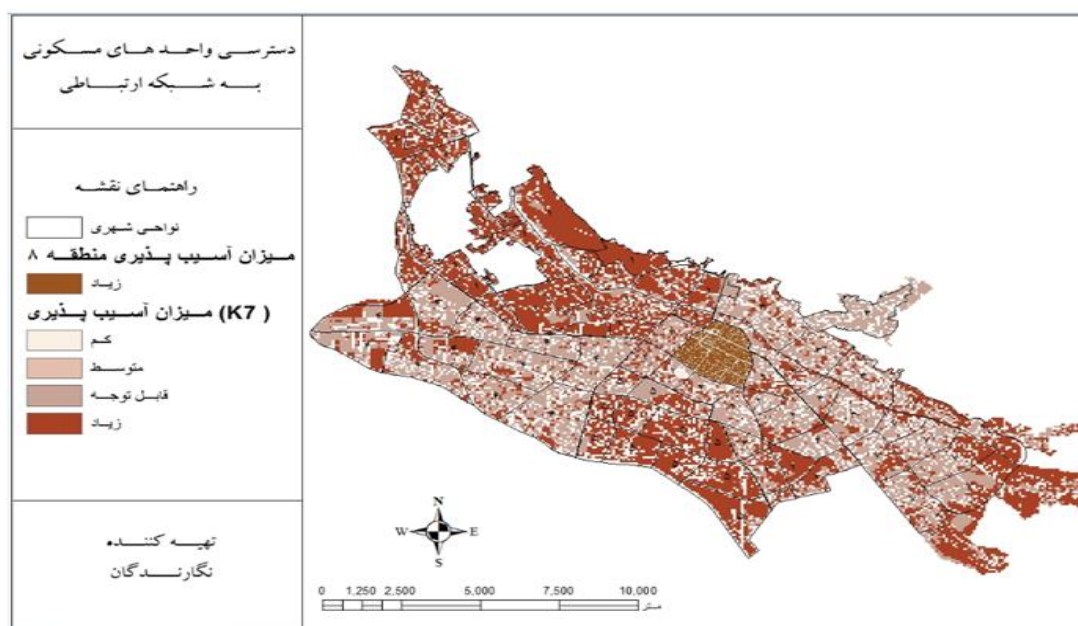 دسترسی واحد های مسکونی
به شبکه ارتباطی
راهنمای نقشه
نواحی شهری
میزان آسیب پذیری منطقه ۸
زیاد
میزان آسیب پذیری (K7 )
کم
متوسط
قابل توجه
زیاد
تهیه کننده
نگارندگان
N
W E
S
0 1,250 2,500 5,000 7,500 10,000
متر